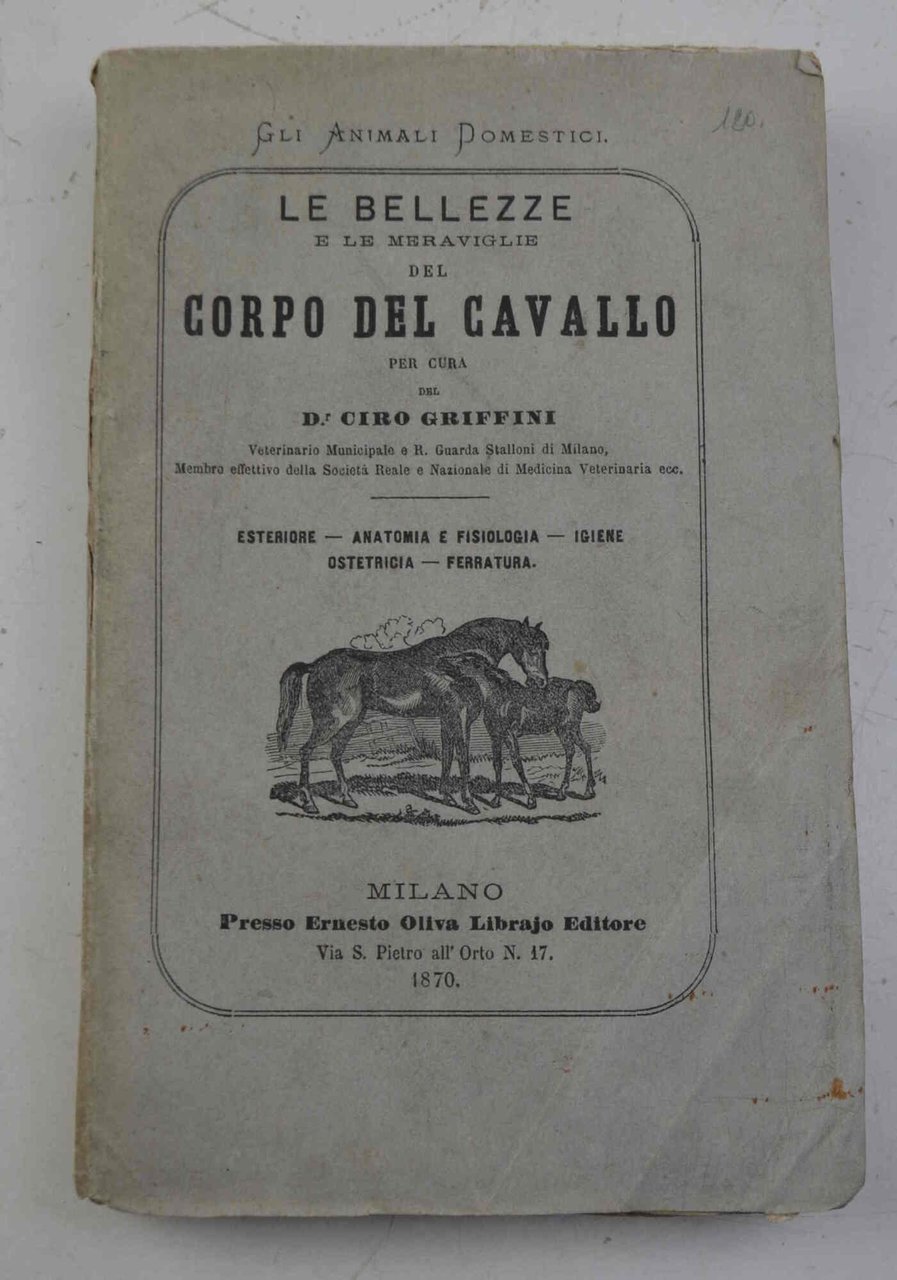 120.
GLI ANIMALI DOMESTICI.
LE BELLEZZE
E LE MERAVIGLIE
DEL
CORPO DEL CAVALLO
PER CURA
DEL
D.r CIRO GRIFFINI
Veterinario Municipale e R. Guarda Stalloni di Milano,
Membro effettivo della Società Reale e Nazionale di Medicina Veterinaria ecc.
ESTERIORE — ANATOMIA E FISIOLOGIA — IGIENE
OSTETRICIA — FERRATURA.
MILANO
Presso Ernesto Oliva Librajo Editore
Via S. Pietro all' Orto N. 17.
1870.